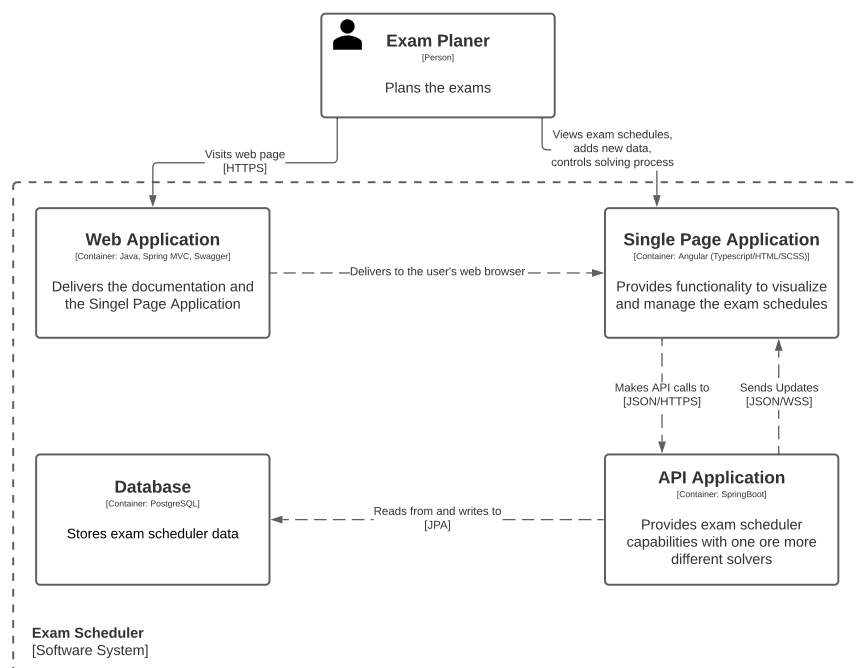 Exam Planer
[Person]
Plans the exams
Visits web page
[HTTPS]
Views exam schedules,
adds new data,
controls solving process
Web Application
[Container: Java, Spring MVC, Swagger]
Delivers the documentation and
the Singel Page Application
Delivers to the user's web browser
Single Page Application
[Container: Angular (Typescript/HTML/SCSS)]
Provides functionality to visualize
and manage the exam schedules
Makes API calls to
[JSON/HTTPS]
Sends Updates
[JSON/WSS]
Database
[Container: PostgreSQL]
Stores exam scheduler data
Reads from and writes to
[JPA]
API Application
[Container: SpringBoot]
Provides exam scheduler
capabilities with one ore more
different solvers
Exam Scheduler
[Software System]